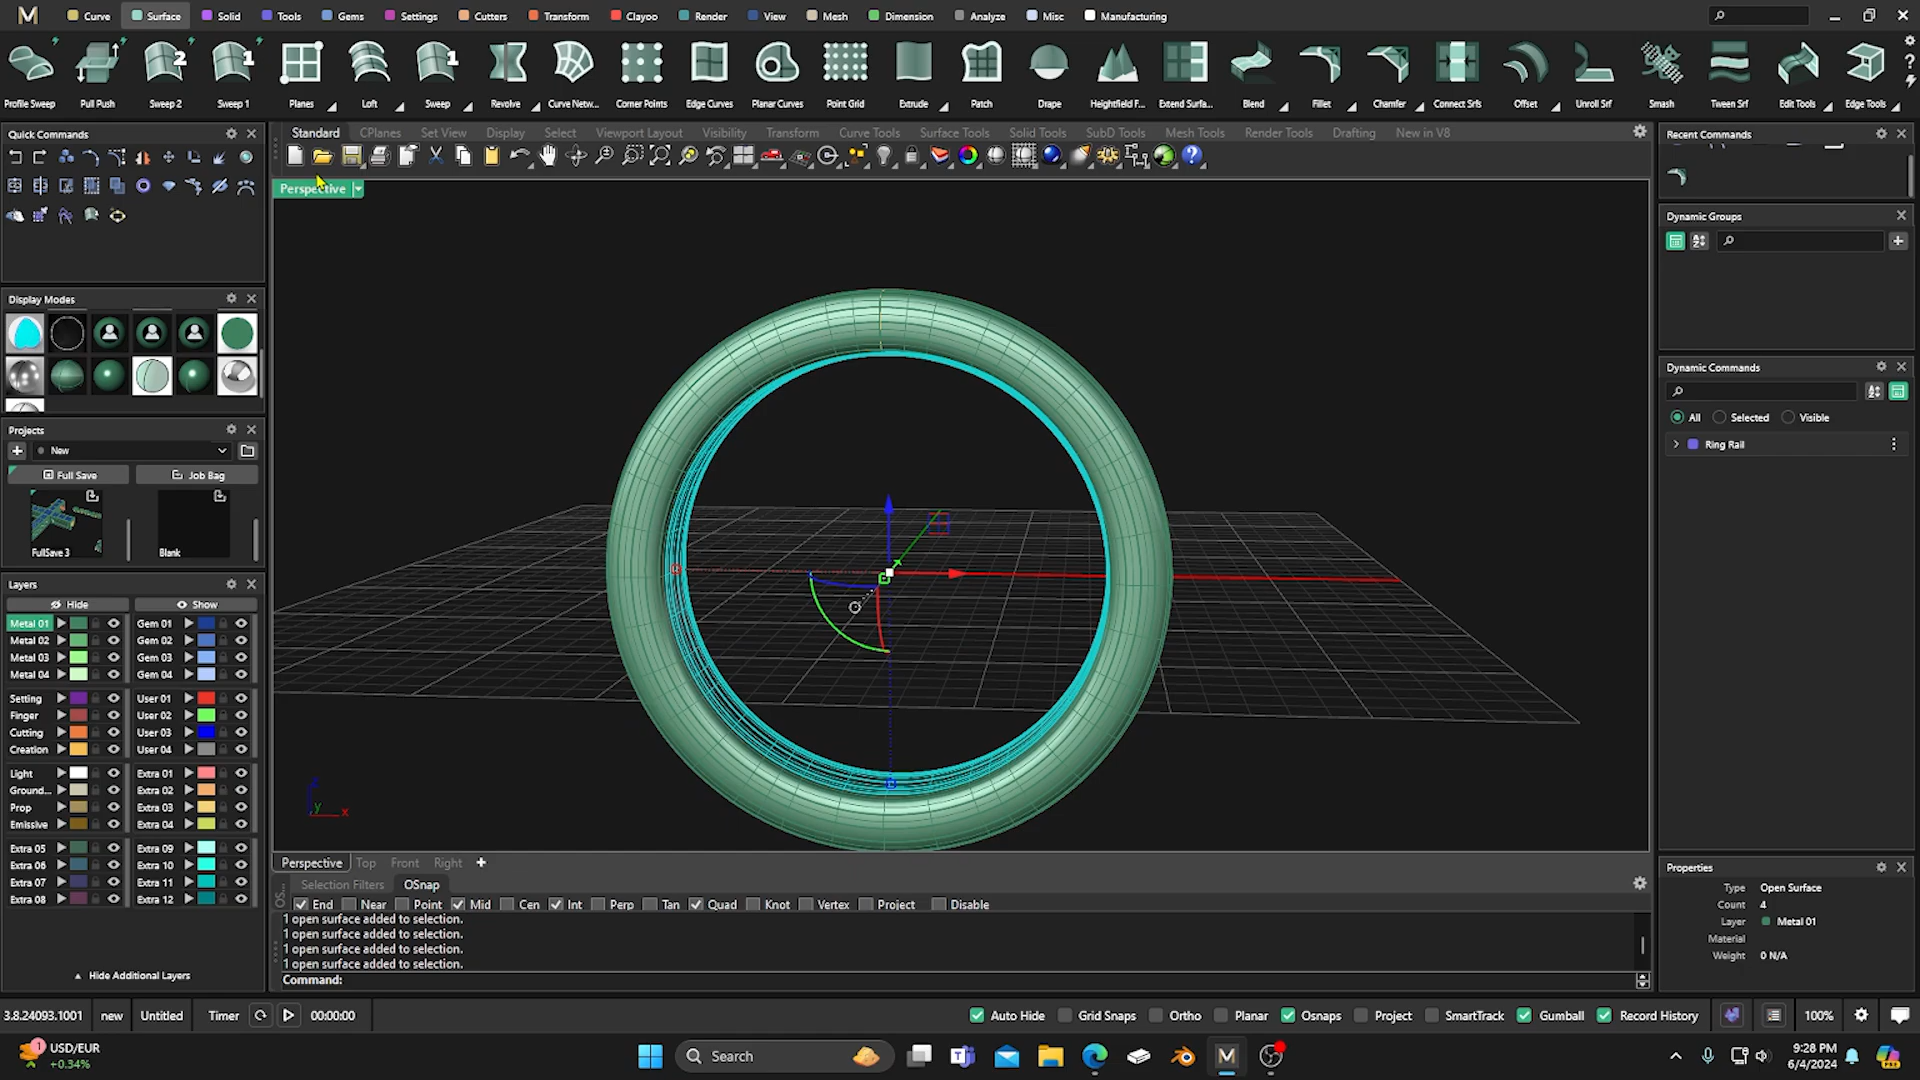 Curve Surface Solid Tools Gems Settings Cutters Transform Clayoo Render View Mesh Dimension Analyze Misc Manufacturing
Profile Sweep Pull Push Sweep 2 Sweep 1 Planes Loft Sweep Revolve Curve Netw... Corner Points Edge Curves Planar Curves Point Grid Extrude Patch Drape Heightfield F... Extend Surfa... Blend Fillet Chamfer Connect Srfs Offset Unroll Srf Smash Tween Srf Edit Tools Edge Tools
Quick Commands
Standard CPlanes Set View Display Select Viewport Layout Visibility Transform Curve Tools Surface Tools Solid Tools SubD Tools Mesh Tools Render Tools Drafting New in V8
Recent Commands
Perspective
Dynamic Groups
Display Modes
Dynamic Commands
All Selected Visible
Ring Rail
Projects
New
Full Save Job Bag
FullSave 3 Blank
Layers
Hide Show
Metal 01 Gem 01
Metal 02 Gem 02
Metal 03 Gem 03
Metal 04 Gem 04
Setting User 01
Finger User 02
Cutting User 03
Creation User 04
Light Extra 01
Ground... Extra 02
Prop Extra 03
Emissive Extra 04
Extra 05 Extra 09
Extra 06 Extra 10
Extra 07 Extra 11
Extra 08 Extra 12
Hide Additional Layers
y x
Perspective Top Front Right
Selection Filters OSnap
End Near Point Mid Cen Int Perp Tan Quad Knot Vertex Project Disable
1 open surface added to selection.
1 open surface added to selection.
1 open surface added to selection.
1 open surface added to selection.
Command:
Properties
Type Open Surface
Count 4
Layer Metal 01
Material
Weight 0 N/A
3.8.24093.1001 new Untitled Timer 00:00:00 Auto Hide Grid Snaps Ortho Planar Osnaps Project SmartTrack Gumball Record History 100%
1 USD/EUR
+0.34%
Search
9:28 PM
6/4/2024